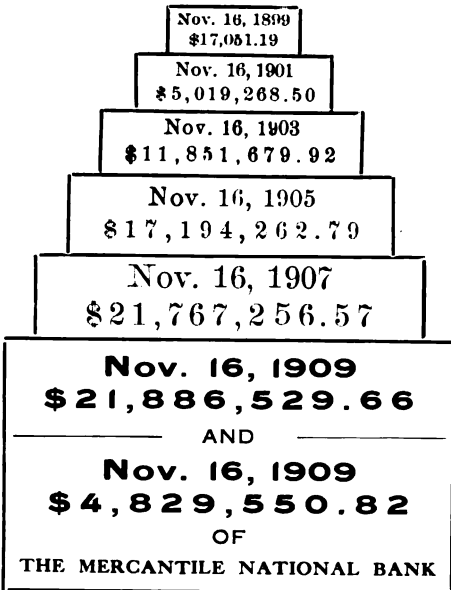 Nov. 16, 1899
$17,051.19
Nov. 16, 1901
$5,019,268.50
Nov. 16, 1903
$11,851,679.92
Nov. 16, 1905
$17,194,262.79
Nov. 16, 1907
$21,767,256.57
Nov. 16, 1909
$21,886,529.66
AND
Nov. 16, 1909
$4,829,550.82
OF
THE MERCANTILE NATIONAL BANK